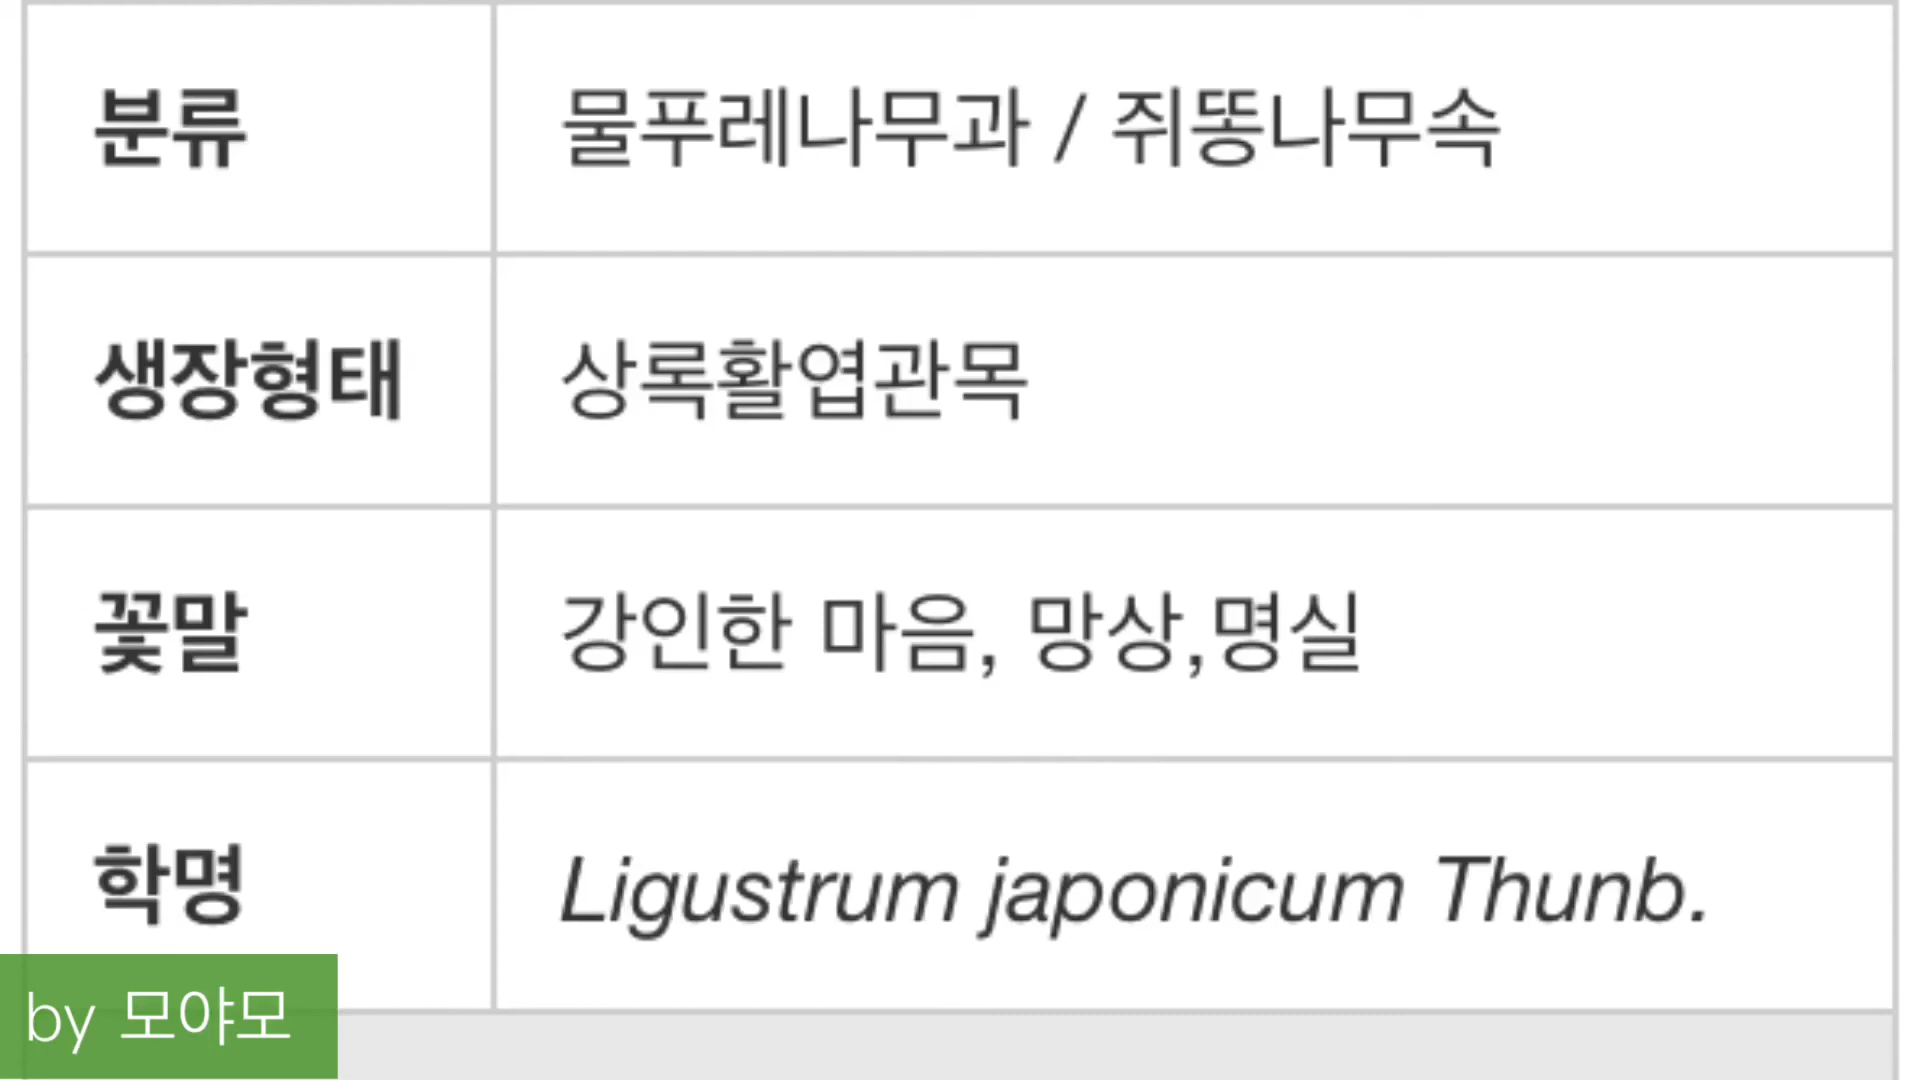 분류 물푸레나무과 / 쥐똥나무속
생장형태 상록활엽관목
꽃말 강인한 마음, 망상,명실
학명 Ligustrum japonicum Thunb.
by 모야모